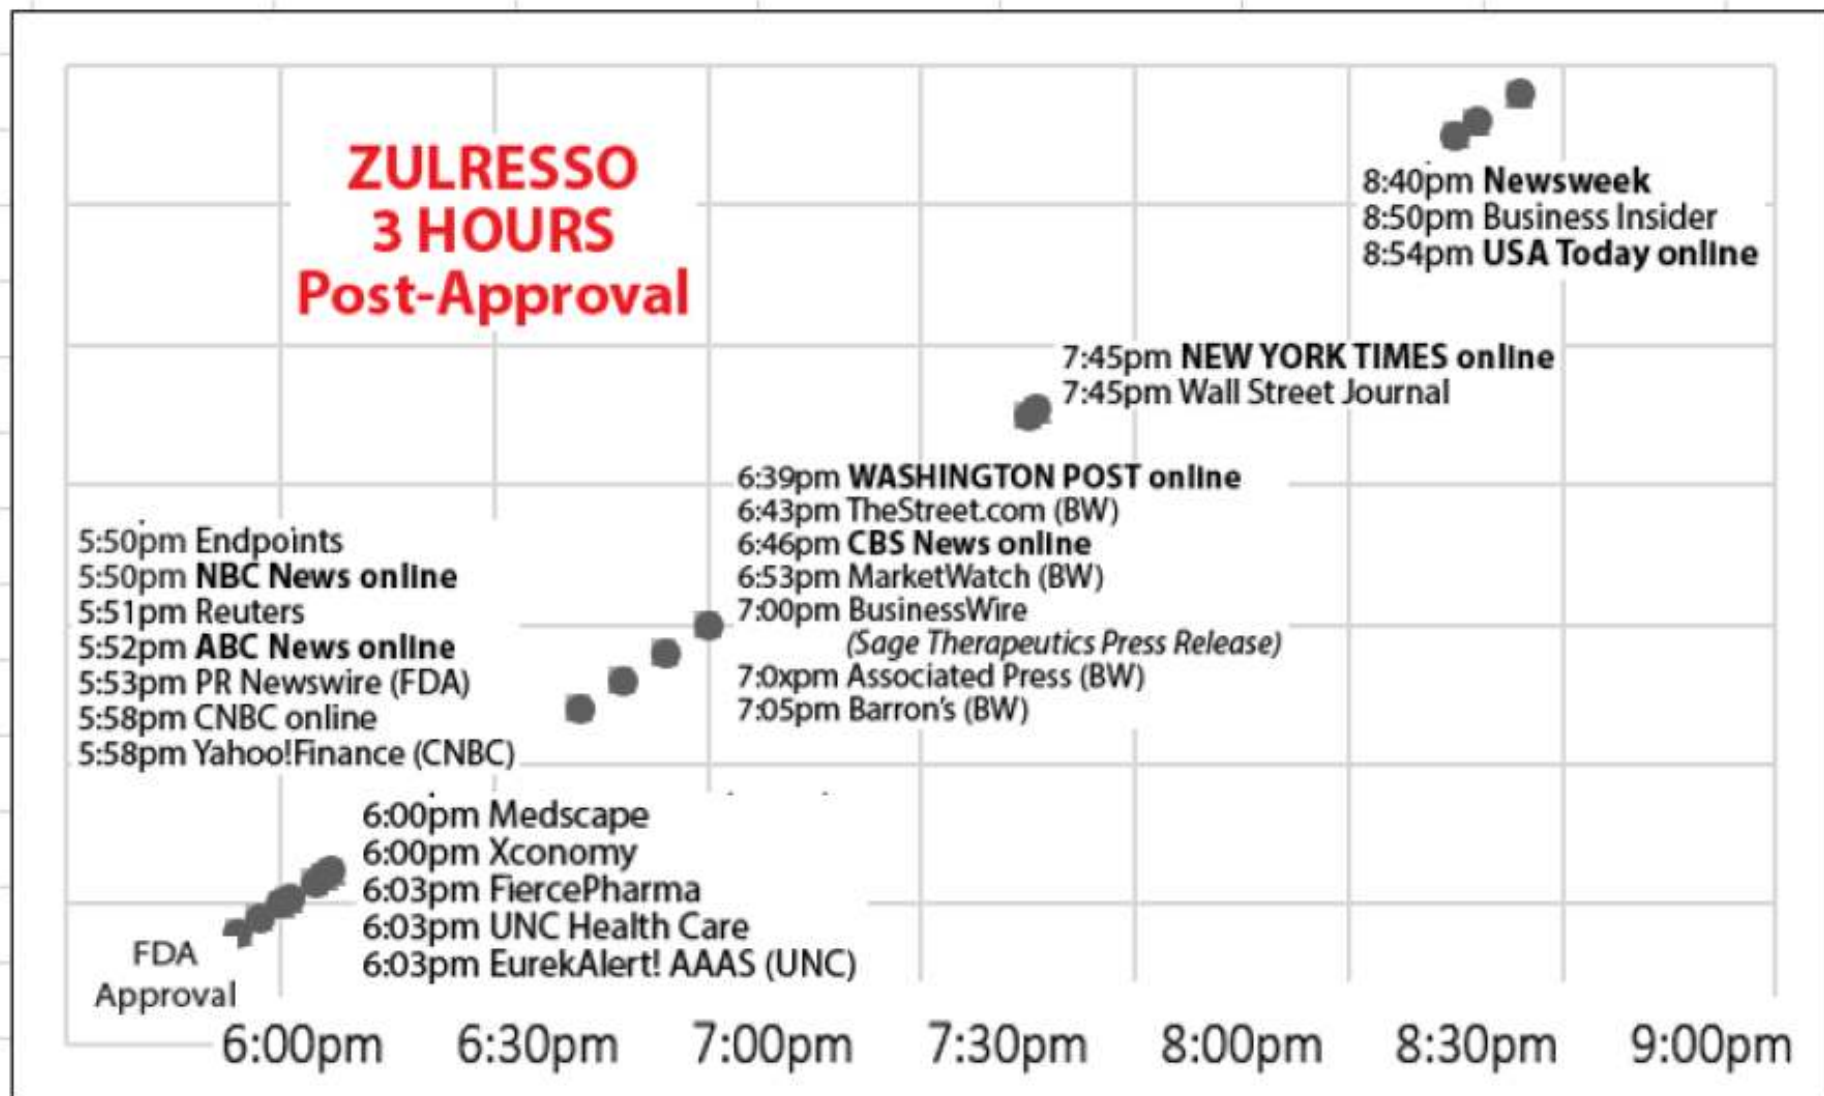 ZULRESSO
3 HOURS
Post-Approval
8:40pm Newsweek
8:50pm Business Insider
8:54pm USA Today online
7:45pm NEW YORK TIMES online
7:45pm Wall Street Journal
6:39pm WASHINGTON POST online
6:43pm TheStreet.com (BW)
6:46pm CBS News online
6:53pm MarketWatch (BW)
7:00pm BusinessWire
(Sage Therapeutics Press Release)
7:0xpm Associated Press (BW)
7:05pm Barron's (BW)
5:50pm Endpoints
5:50pm NBC News online
5:51pm Reuters
5:52pm ABC News online
5:53pm PR Newswire (FDA)
5:58pm CNBC online
5:58pm Yahoo!Finance (CNBC)
6:00pm Medscape
6:00pm Xconomy
6:03pm FiercePharma
6:03pm UNC Health Care
6:03pm EurekAlert! AAAS (UNC)
FDA
Approval
6:00pm 6:30pm 7:00pm 7:30pm 8:00pm 8:30pm 9:00pm